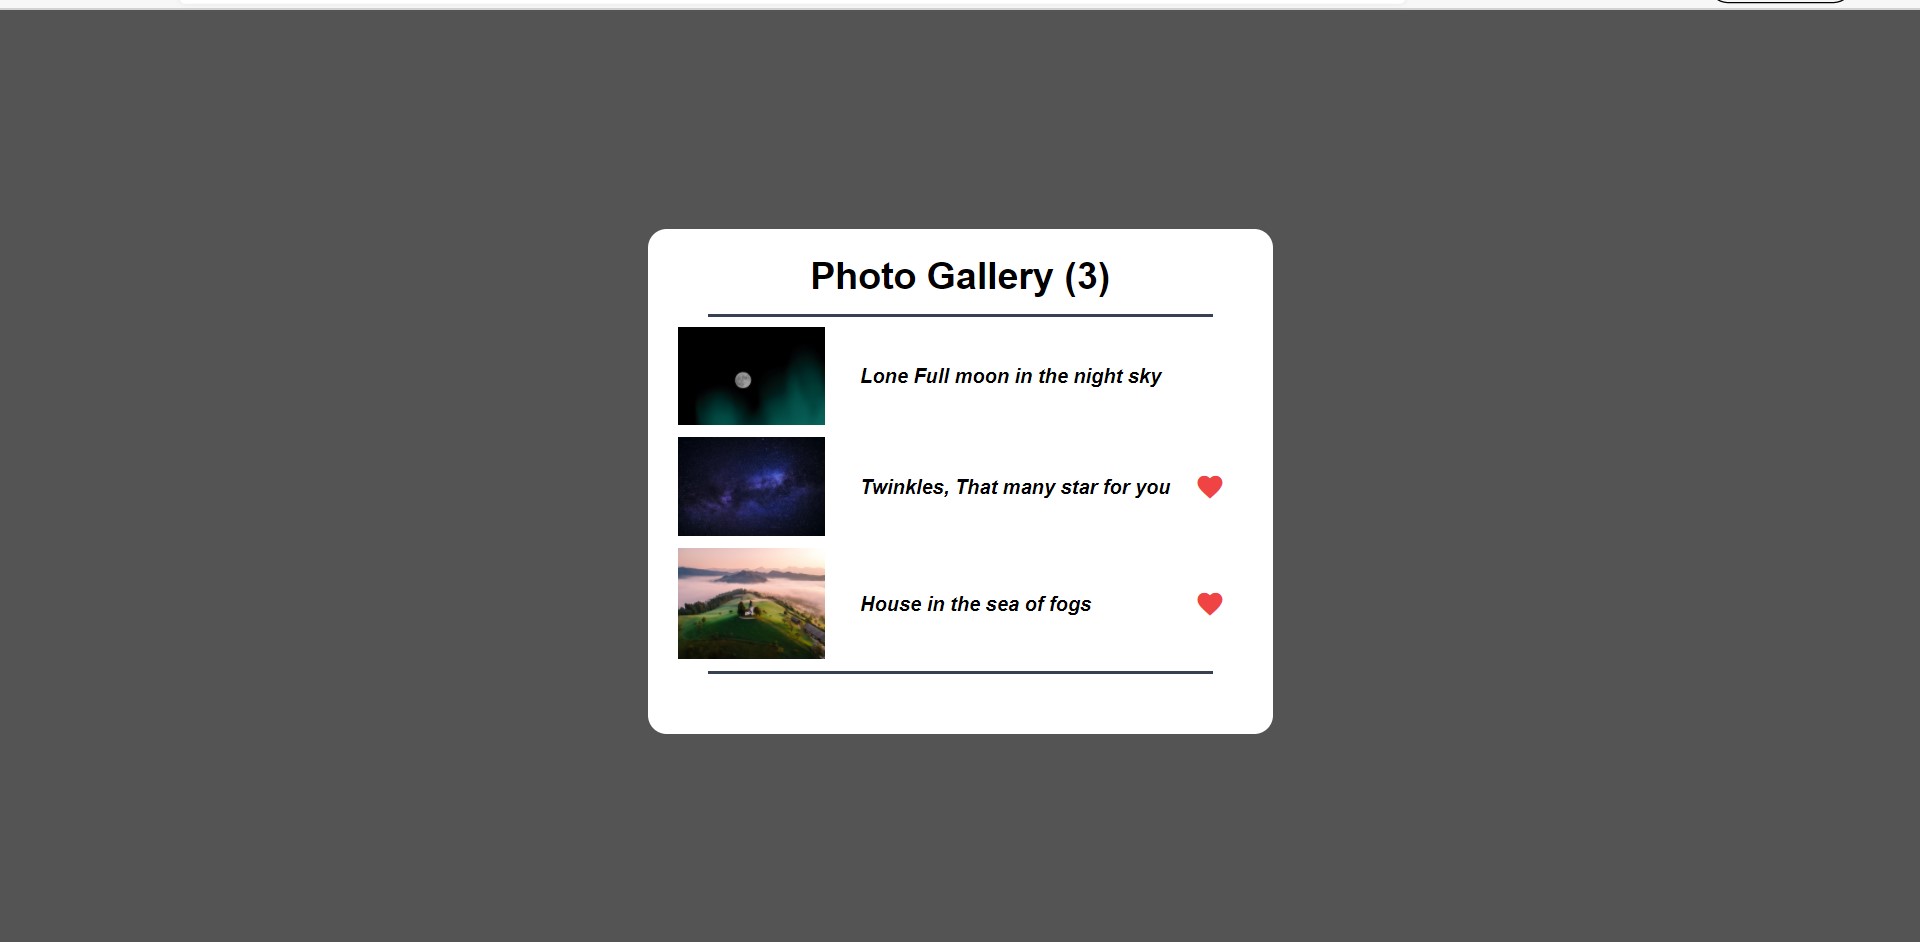 Photo Gallery (3)
Lone Full moon in the night sky
Twinkles, That many star for you
House in the sea of fogs